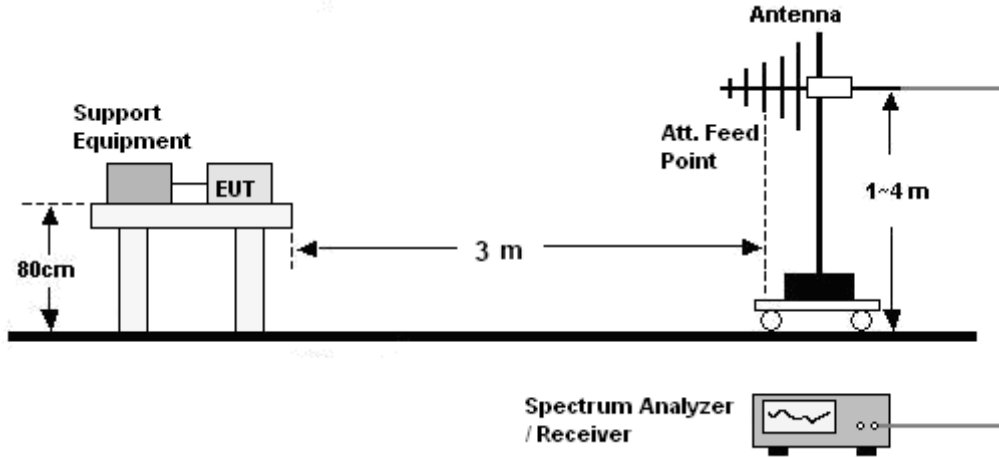 Antenna
Support
Equipment
Att. Feed
Point
EUT
1~4 m
3 m
80cm
Spectrum Analyzer
/ Receiver